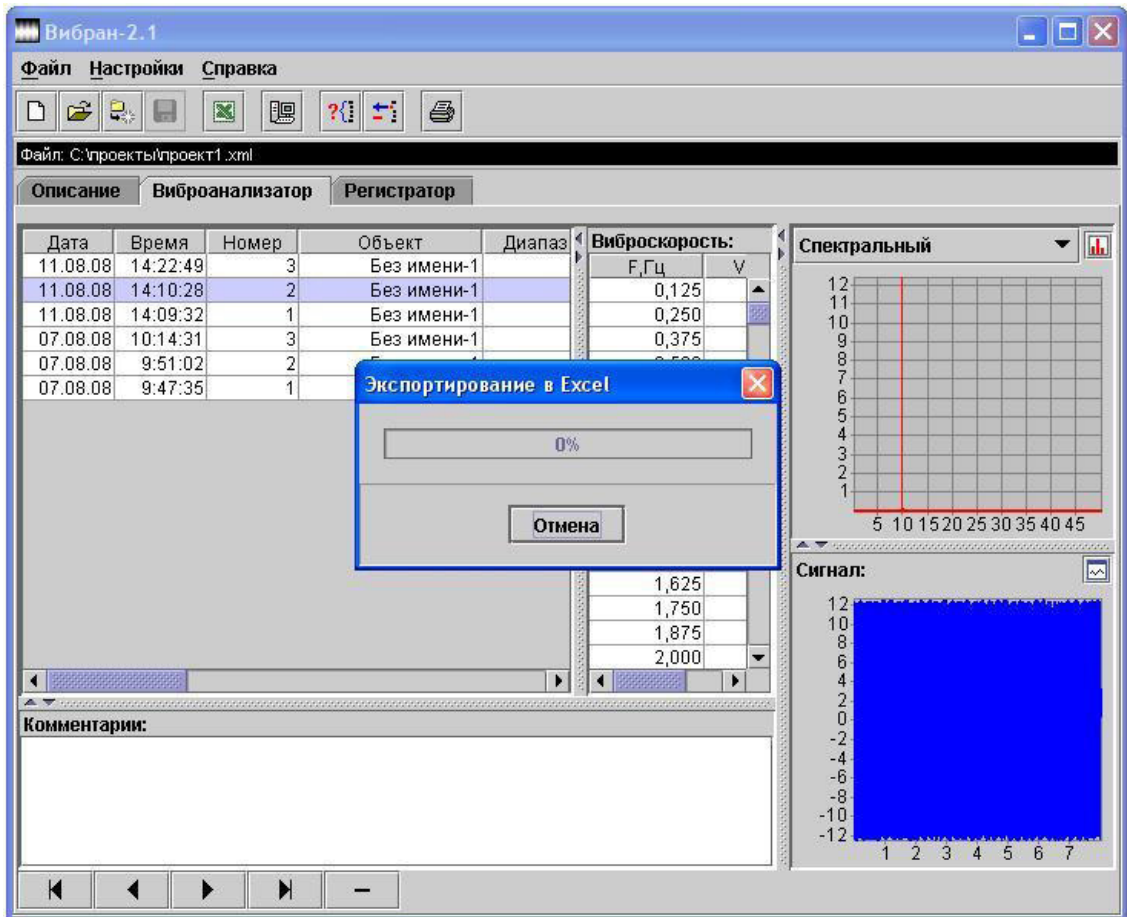 Вибран-2.1
Файл Настройки Справка
Файл: C:\проекты\проект1.xml
Описание Виброанализатор Регистратор
Дата Время Номер Объект Диапаз
11.08.08 14:22:49 3 Без имени-1
11.08.08 14:10:28 2 Без имени-1
11.08.08 14:09:32 1 Без имени-1
07.08.08 10:14:31 3 Без имени-1
07.08.08 9:51:02 2
07.08.08 9:47:35 1
Виброскорость:
F,Гц V
0,125
0,250
0,375
1,625
1,750
1,875
2,000
Экспортирование в Excel
0%
Отмена
Спектральный
12
11
10
9
8
7
6
5
4
3
2
1
5 10 15 20 25 30 35 40 45
Сигнал:
12
10
8
6
4
2
0
-2
-4
-6
-8
-10
-12
1 2 3 4 5 6 7
Комментарии: